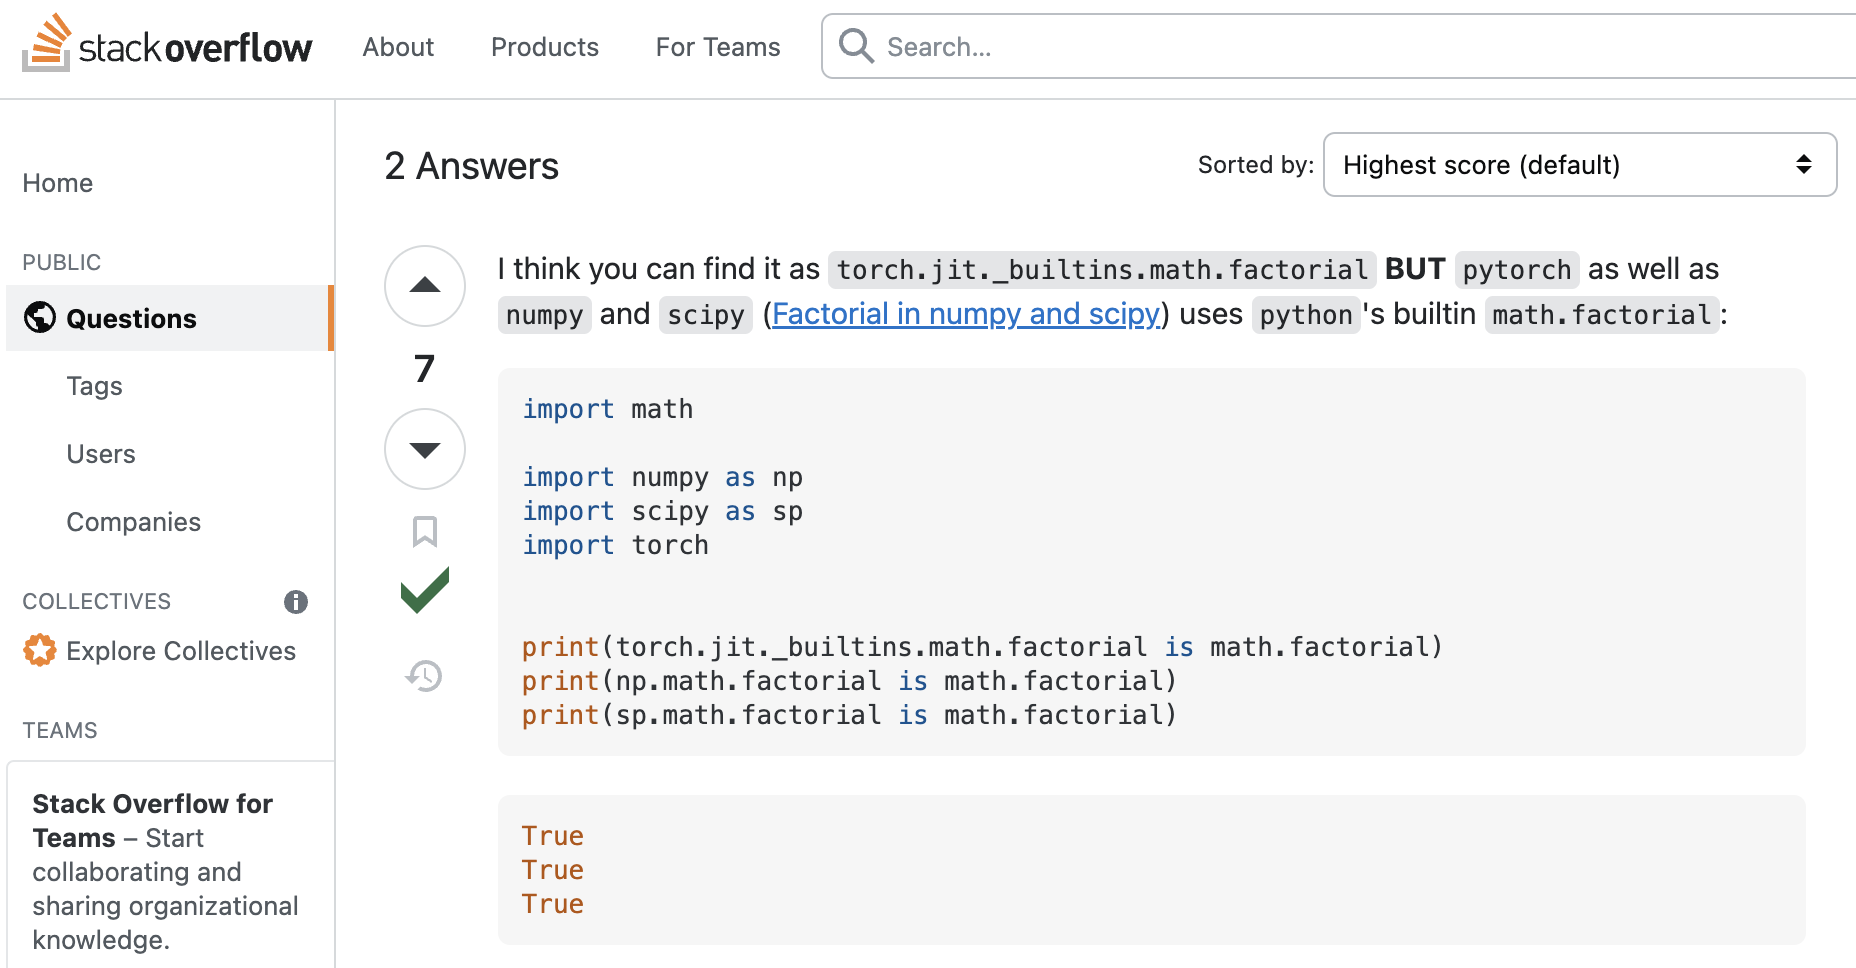 stackoverflow About Products For Teams Search...
Home
PUBLIC
Questions
Tags
Users
Companies
COLLECTIVES
Explore Collectives
TEAMS
Stack Overflow for
Teams – Start
collaborating and
sharing organizational
knowledge.
2 Answers
Sorted by: Highest score (default)
7
I think you can find it as torch.jit._builtins.math.factorial BUT pytorch as well as
numpy and scipy (Factorial in numpy and scipy) uses python's builtin math.factorial:
import math
import numpy as np
import scipy as sp
import torch
print(torch.jit._builtins.math.factorial is math.factorial)
print(np.math.factorial is math.factorial)
print(sp.math.factorial is math.factorial)
True
True
True